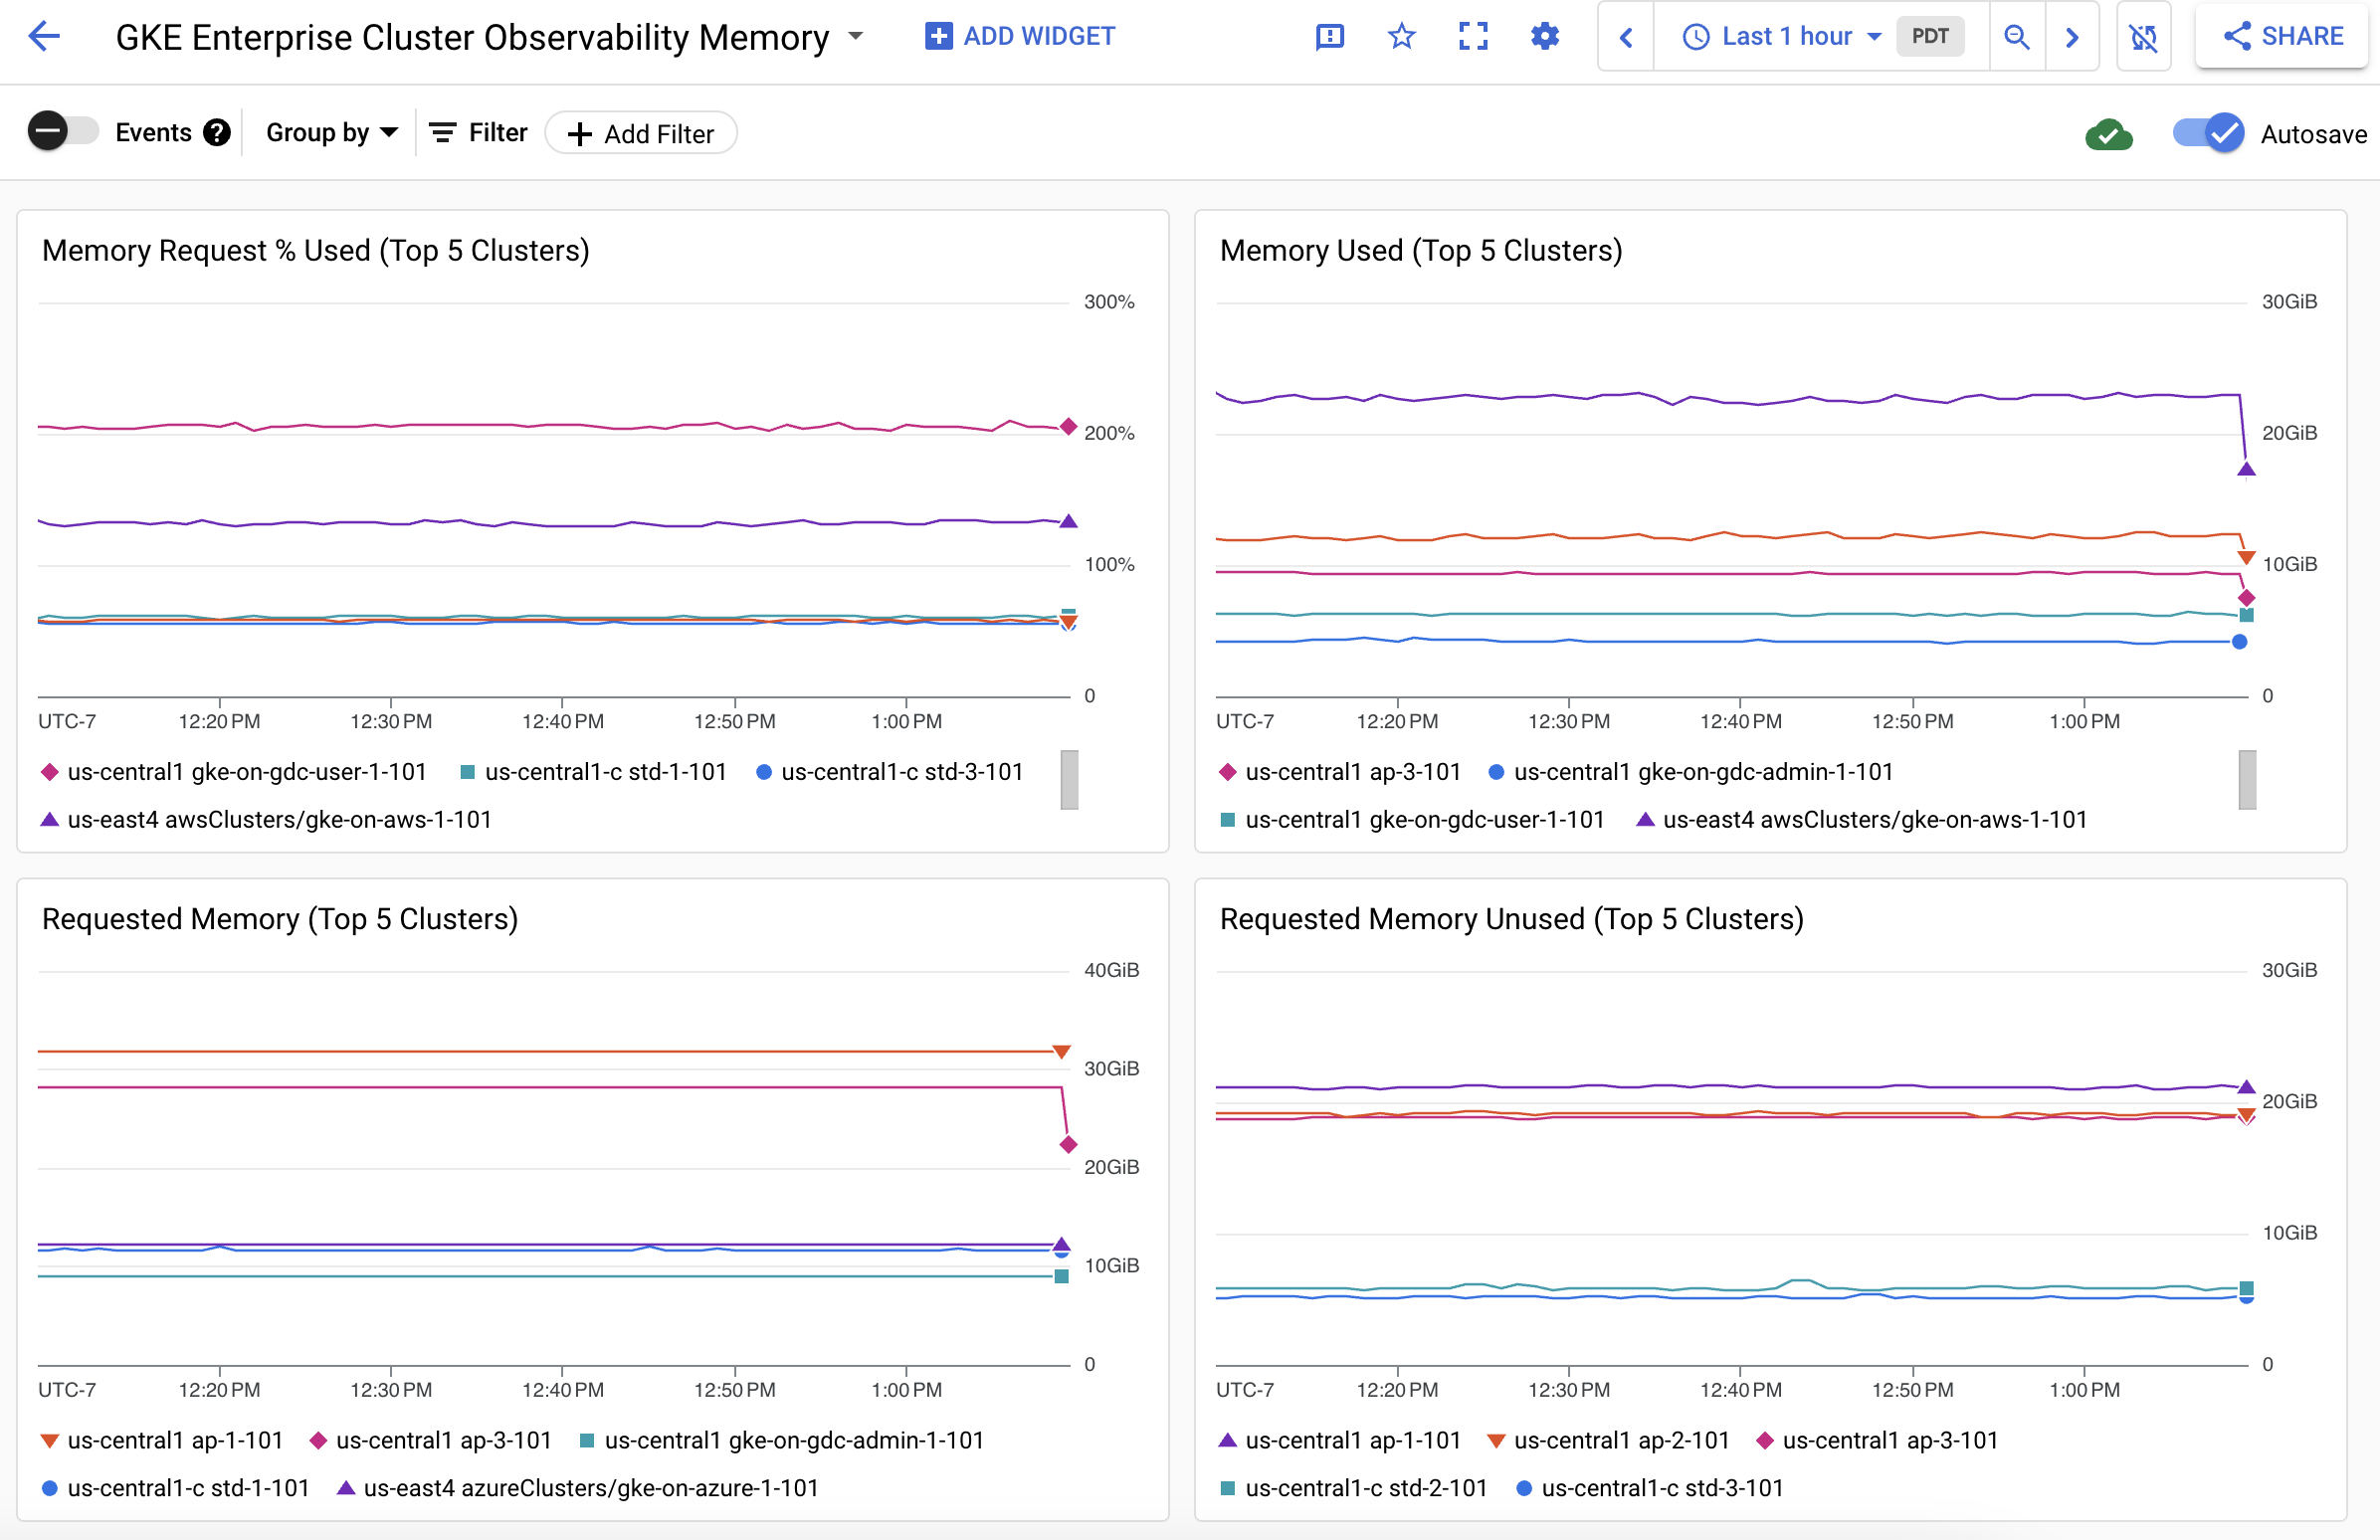 GKE Enterprise Cluster Observability Memory
ADD WIDGET
Last 1 hour
PDT
SHARE
Events
Group by
Filter
Add Filter
Autosave
Memory Request % Used (Top 5 Clusters)
300%
200%
100%
0
UTC-7 12:20 PM 12:30 PM 12:40 PM 12:50 PM 1:00 PM
us-central1 gke-on-gdc-user-1-101 us-central1-c std-1-101 us-central1-c std-3-101
us-east4 awsClusters/gke-on-aws-1-101
Memory Used (Top 5 Clusters)
30GiB
20GiB
10GiB
0
UTC-7 12:20 PM 12:30 PM 12:40 PM 12:50 PM 1:00 PM
us-central1 ap-3-101 us-central1 gke-on-gdc-admin-1-101
us-central1 gke-on-gdc-user-1-101 us-east4 awsClusters/gke-on-aws-1-101
Requested Memory (Top 5 Clusters)
40GiB
30GiB
20GiB
10GiB
0
UTC-7 12:20 PM 12:30 PM 12:40 PM 12:50 PM 1:00 PM
us-central1 ap-1-101 us-central1 ap-3-101 us-central1 gke-on-gdc-admin-1-101
us-central1-c std-1-101 us-east4 azureClusters/gke-on-azure-1-101
Requested Memory Unused (Top 5 Clusters)
30GiB
20GiB
10GiB
0
UTC-7 12:20 PM 12:30 PM 12:40 PM 12:50 PM 1:00 PM
us-central1 ap-1-101 us-central1 ap-2-101 us-central1 ap-3-101
us-central1-c std-2-101 us-central1-c std-3-101